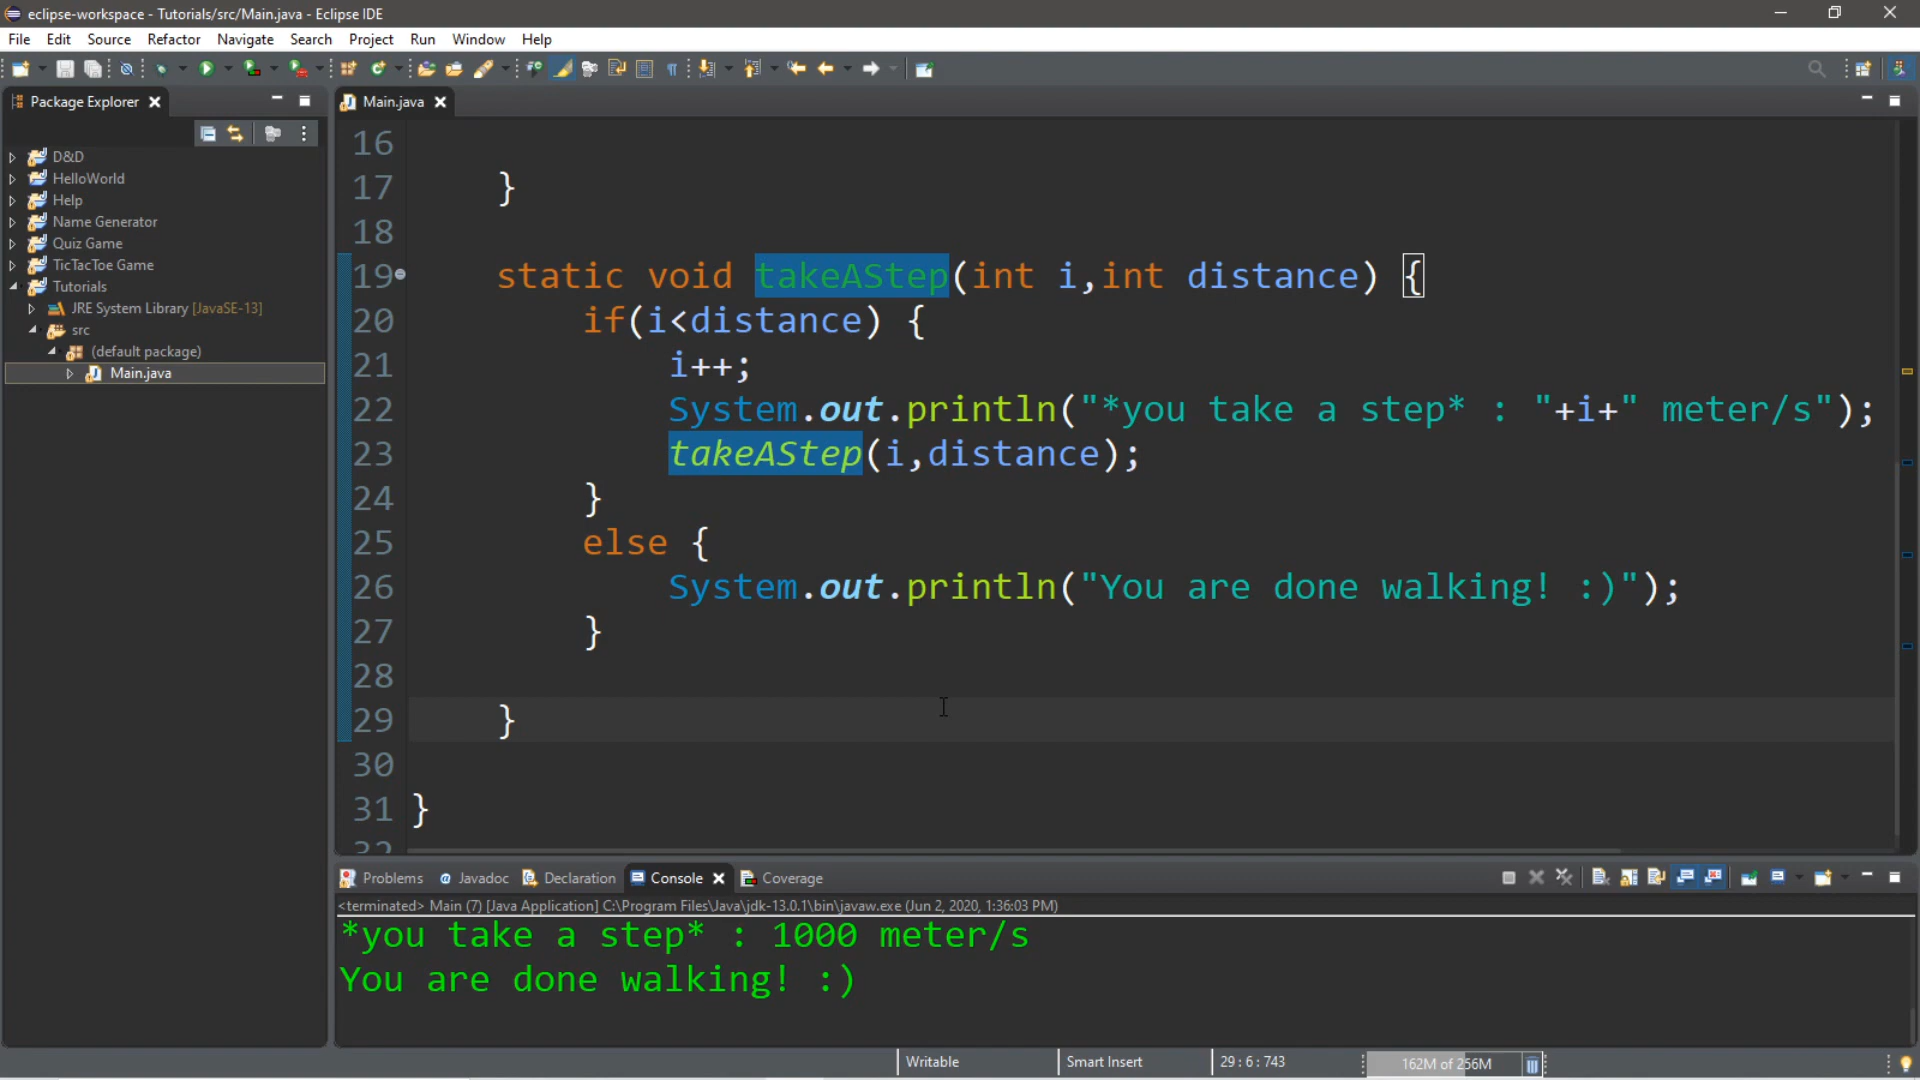 eclipse-workspace - Tutorials/src/Main.java - Eclipse IDE
File Edit Source Refactor Navigate Search Project Run Window Help
Package Explorer
D&D
HelloWorld
Help
Name Generator
Quiz Game
TicTacToe Game
Tutorials
JRE System Library [JavaSE-13]
src
(default package)
Main.java
Main.java
16
17 }
18
19 static void takeAStep(int i,int distance) {
20 if(i<distance) {
21 i++;
22 System.out.println("*you take a step* : "+i+" meter/s");
23 takeAStep(i,distance);
24 }
25 else {
26 System.out.println("You are done walking! :)");
27 }
28
29 }
30
31 }
32
Problems Javadoc Declaration Console Coverage
<terminated> Main (7) [Java Application] C:\Program Files\Java\jdk-13.0.1\bin\javaw.exe (Jun 2, 2020, 1:36:03 PM)
*you take a step* : 1000 meter/s
You are done walking! :)
Writable Smart Insert 29 : 6 : 743 162M of 256M